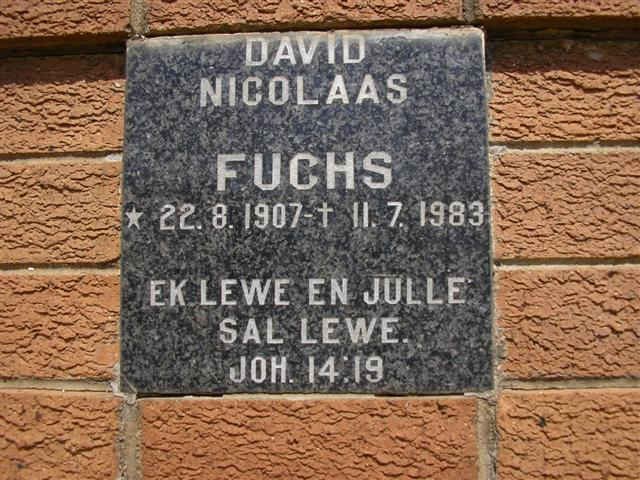 DAVID
NICOLAAS
FUCHS
★ 22.8.1907-† 11.7.1983
EK LEWE EN JULLE
SAL LEWE.
JOH. 14:19